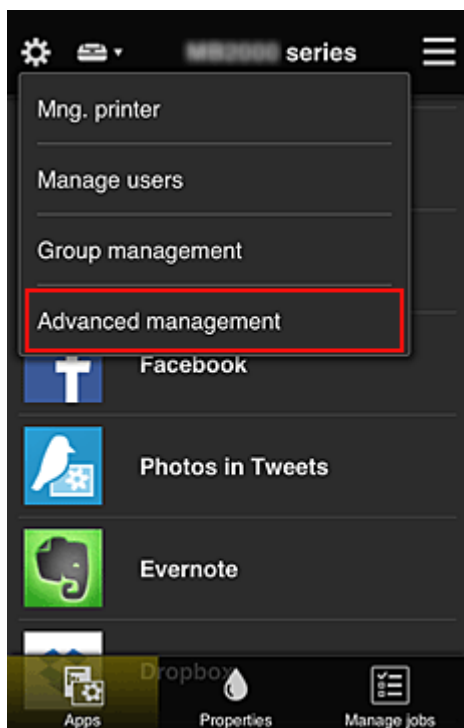 series
Mng. printer
Manage users
Group management
Advanced management
Facebook
Photos in Tweets
Evernote
Dropbox
Apps
Properties
Manage jobs